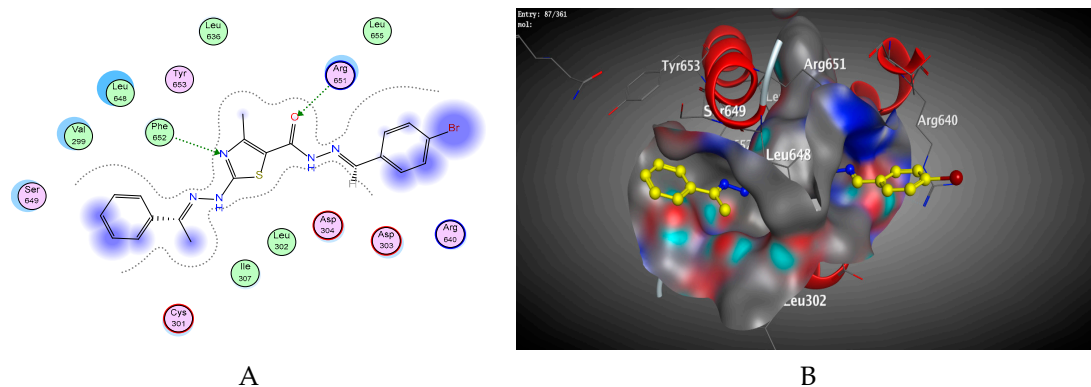 Leu
636
Leu
655
Tyr
653
Arg
651
Leu
648
Val
299
Phe
652
Ser
649
O
N
S
N
H
N
H
Br
N
N
H
Asp
304
Asp
303
Arg
640
Leu
302
Ile
307
Cys
301
A
Entry: 87/361
mol:
Tyr653
Arg651
Le
Ser649
Arg640
Leu648
Leu302
B